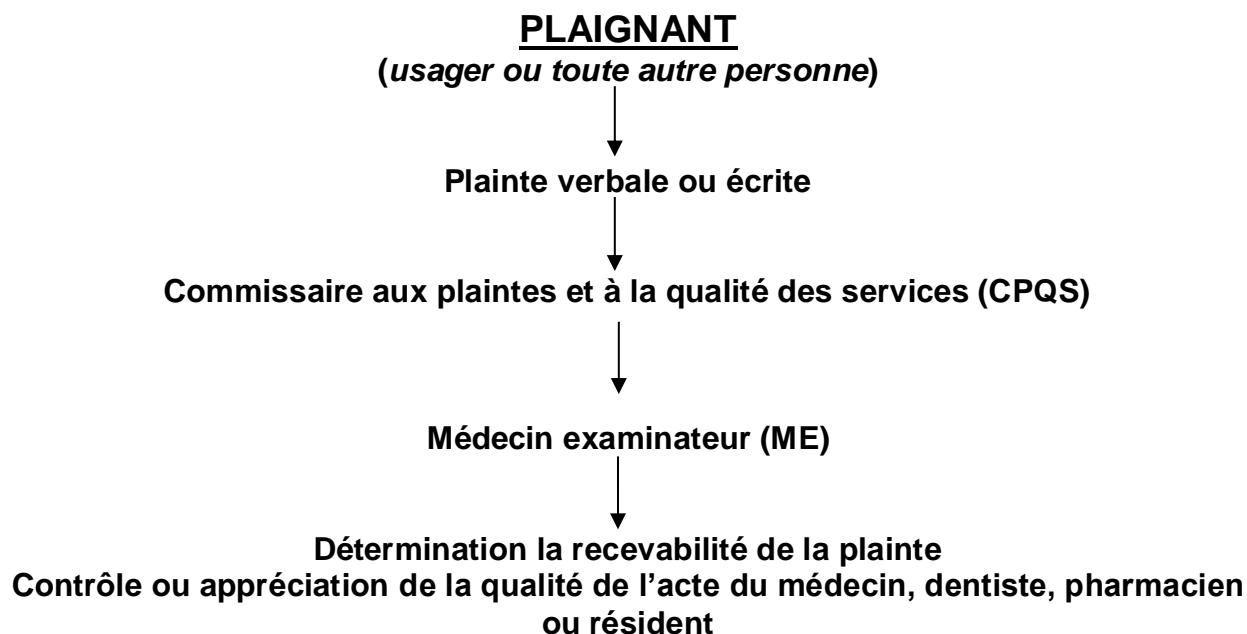 PLAIGNANT
(usager ou toute autre personne)
Plainte verbale ou écrite
Commissaire aux plaintes et à la qualité des services (CPQS)
Médecin examinateur (ME)
Détermination la recevabilité de la plainte
Contrôle ou appréciation de la qualité de l’acte du médecin, dentiste, pharmacien
ou résident